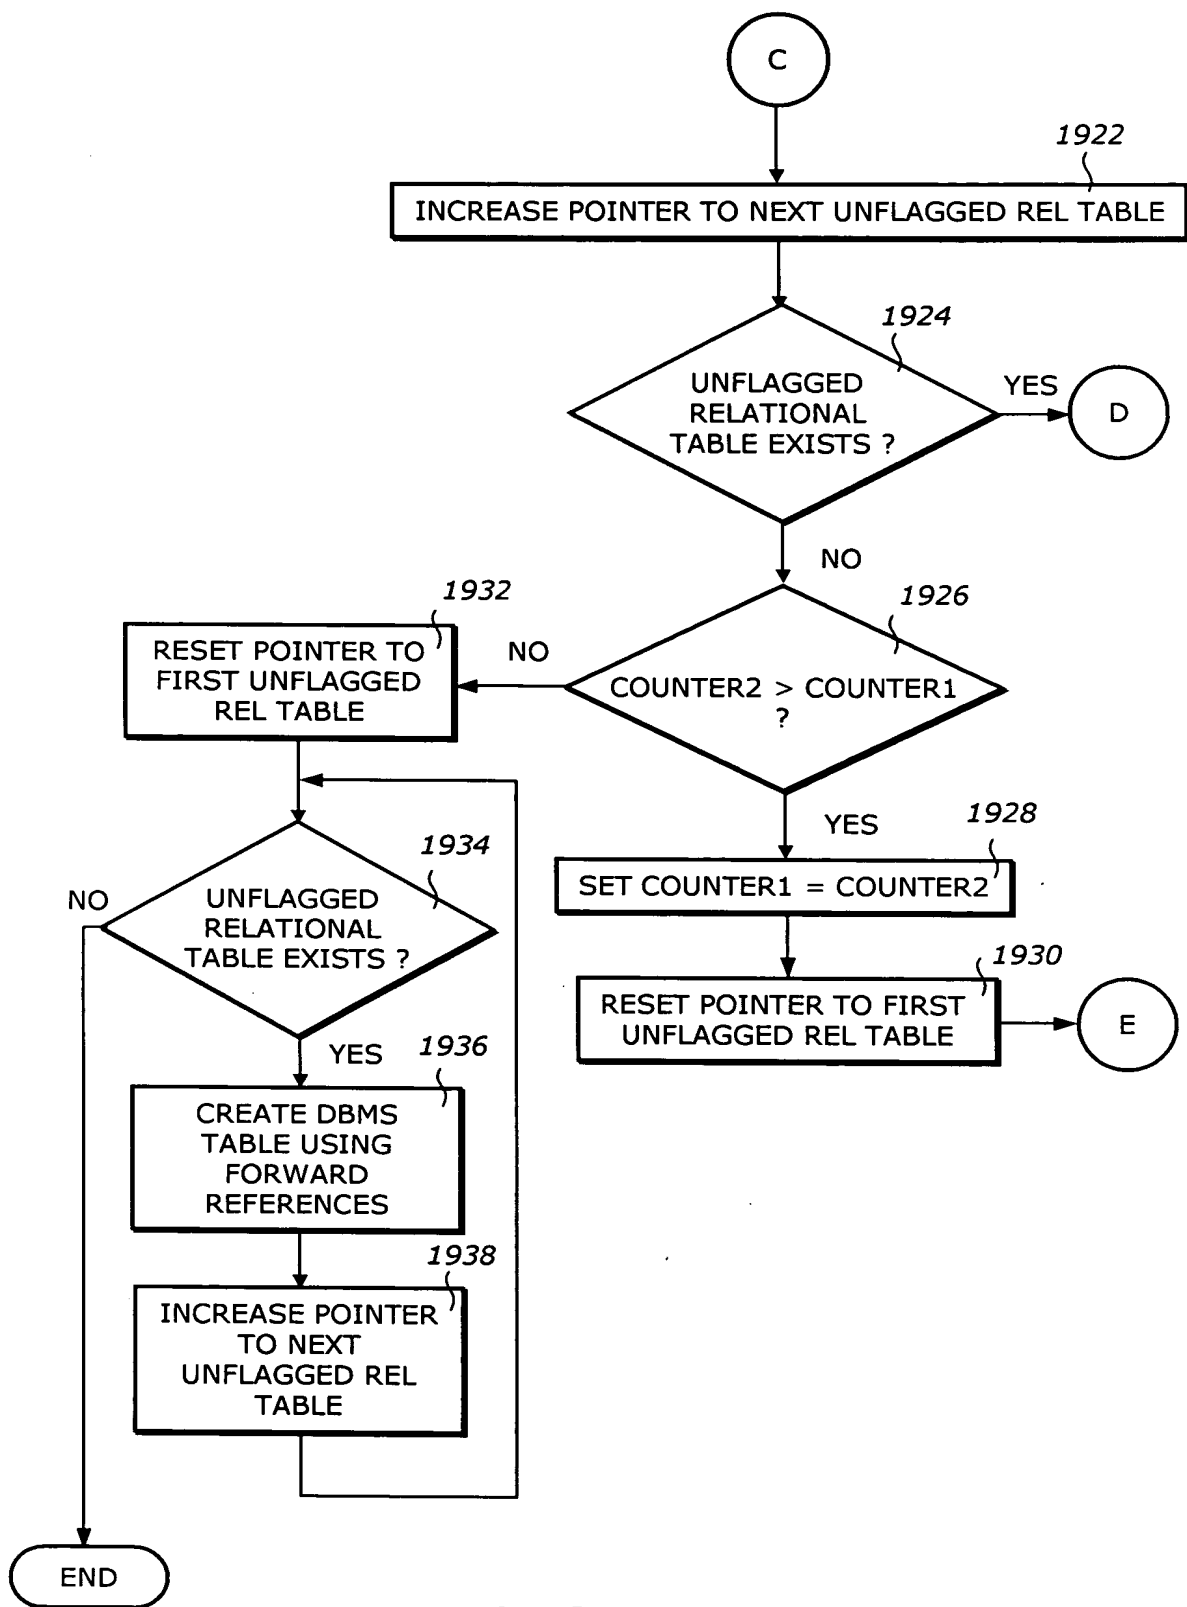 C
1922
INCREASE POINTER TO NEXT UNFLAGGED REL TABLE
1924
UNFLAGGED
RELATIONAL
TABLE EXISTS ?
YES
D
NO
1926
COUNTER2 > COUNTER1
?
NO
1932
RESET POINTER TO
FIRST UNFLAGGED
REL TABLE
YES
1928
SET COUNTER1 = COUNTER2
1930
RESET POINTER TO FIRST
UNFLAGGED REL TABLE
E
1934
UNFLAGGED
RELATIONAL
TABLE EXISTS ?
NO
YES
1936
CREATE DBMS
TABLE USING
FORWARD
REFERENCES
1938
INCREASE POINTER
TO NEXT
UNFLAGGED REL
TABLE
END